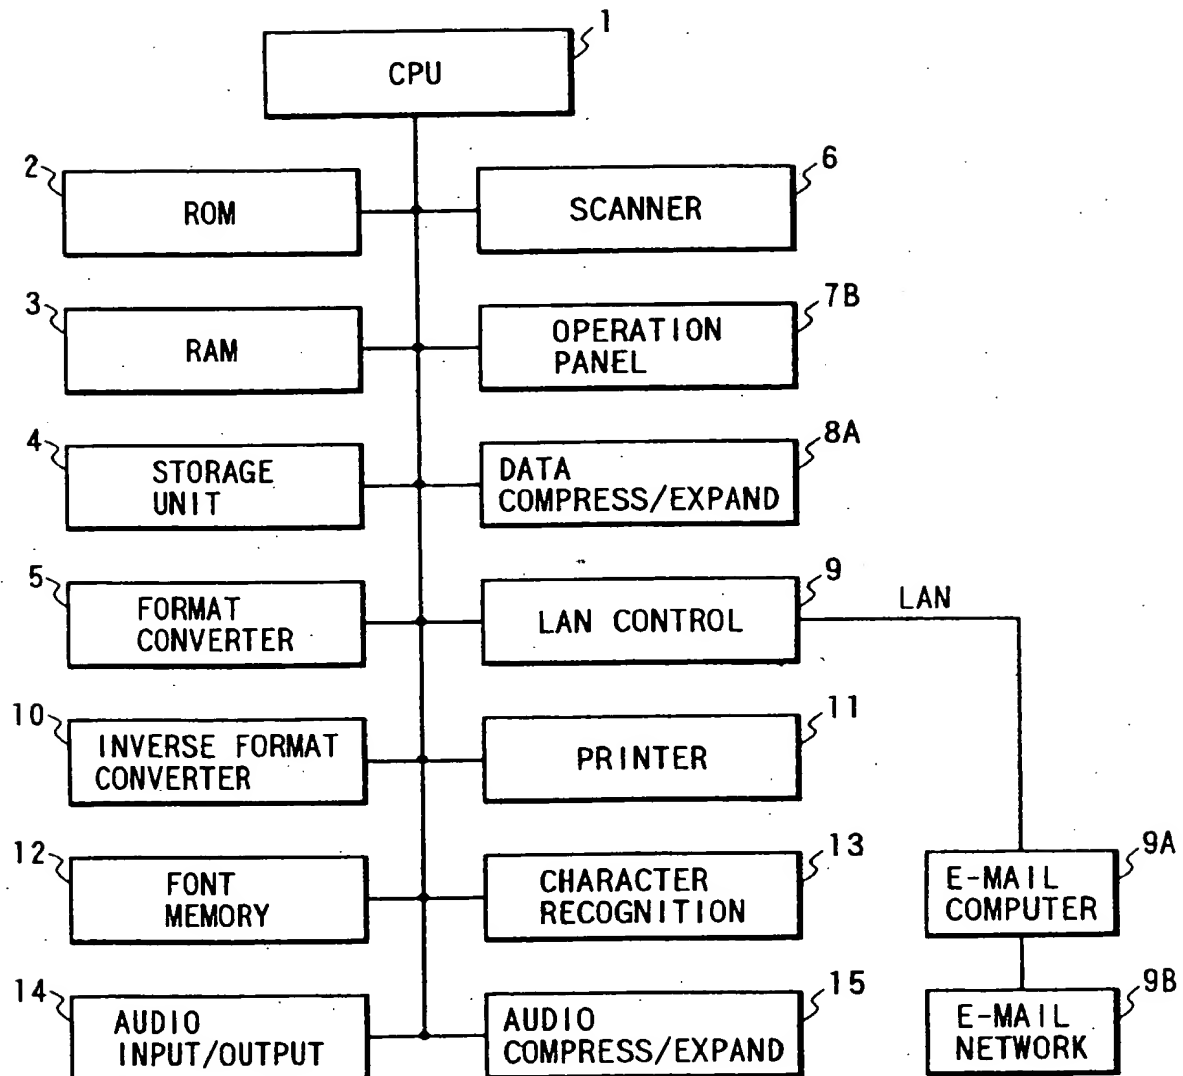 1
CPU
2
ROM
6
SCANNER
3
RAM
7B
OPERATION
PANEL
4
STORAGE
UNIT
8A
DATA
COMPRESS/EXPAND
5
FORMAT
CONVERTER
9
LAN CONTROL
LAN
10
INVERSE FORMAT
CONVERTER
11
PRINTER
12
FONT
MEMORY
13
CHARACTER
RECOGNITION
9A
E-MAIL
COMPUTER
14
AUDIO
INPUT/OUTPUT
15
AUDIO
COMPRESS/EXPAND
9B
E-MAIL
NETWORK